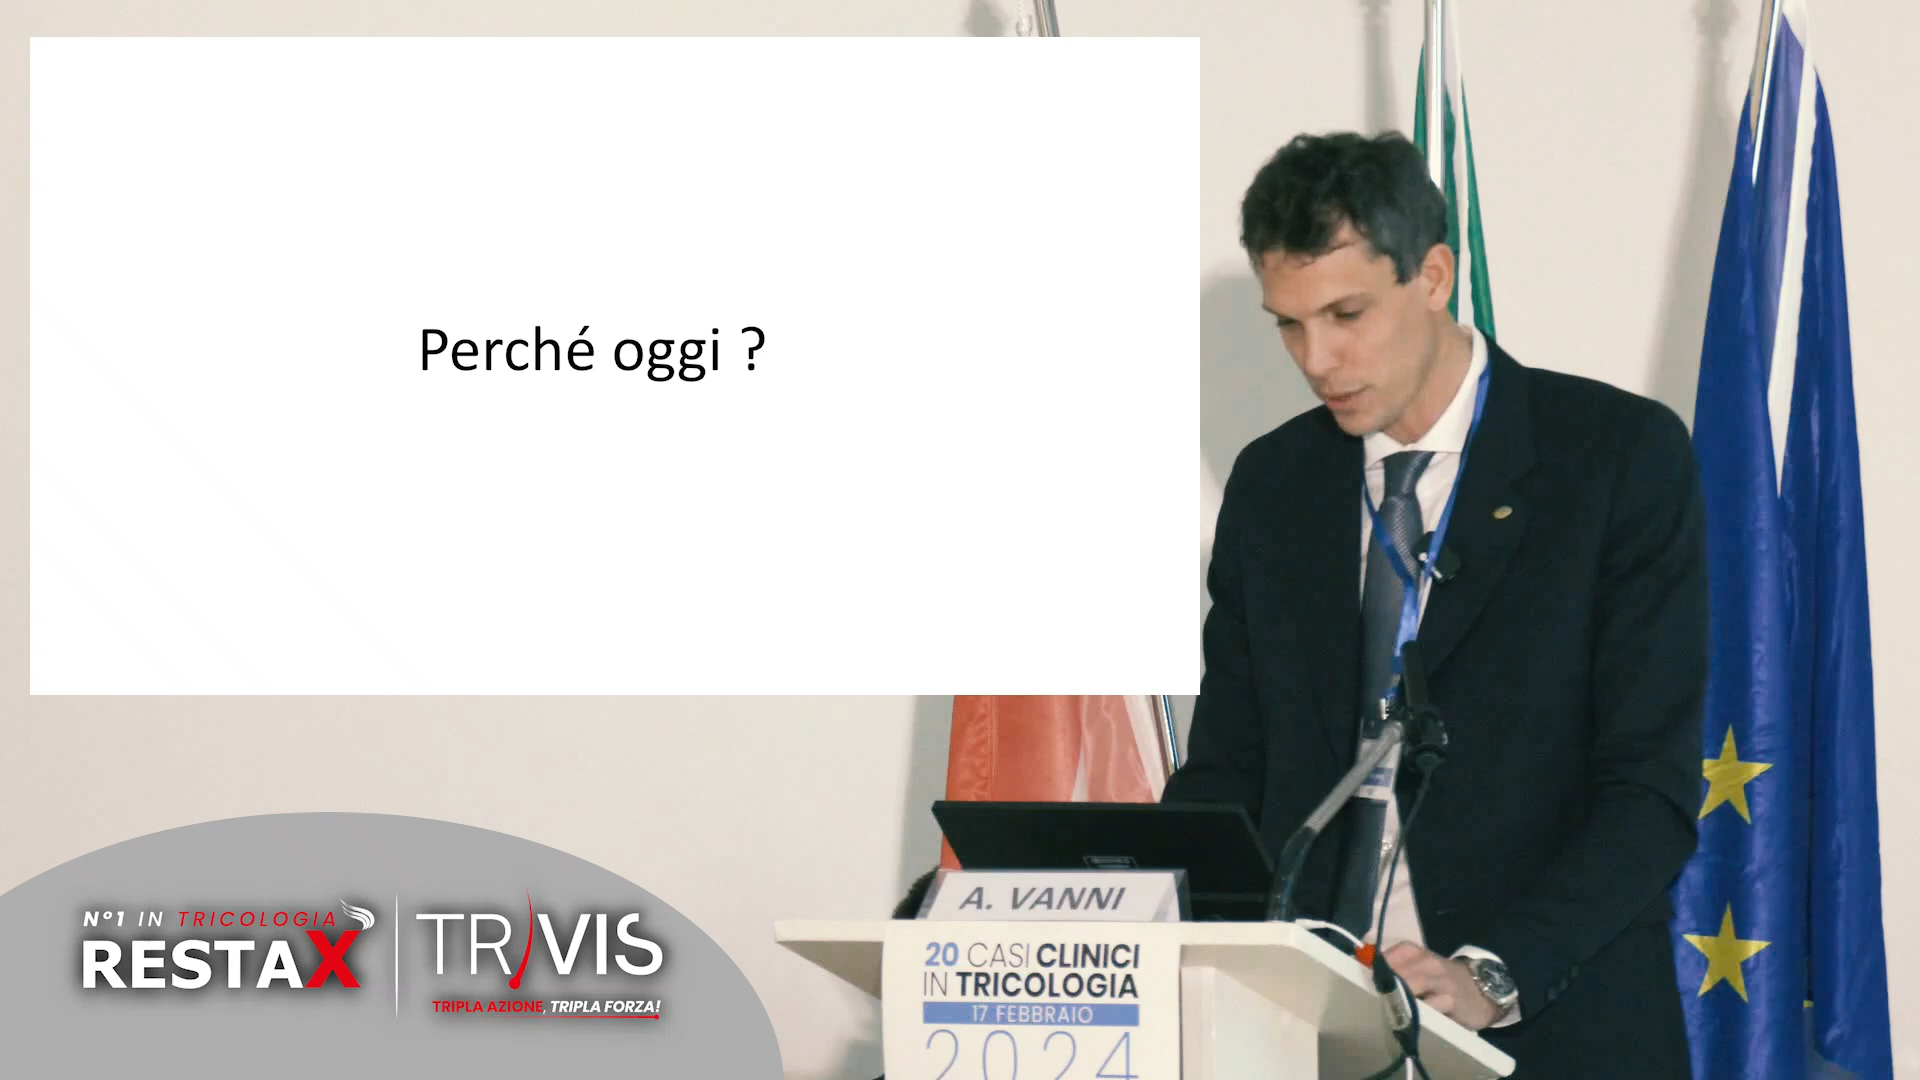 Perché oggi ?
A. VANNI
20 CASI CLINICI
IN TRICOLOGIA
17 FEBBRAIO
2024
N°1 IN TRICOLOGIA
RESTAX
TRIVIS
TRIPLA AZIONE, TRIPLA FORZA!